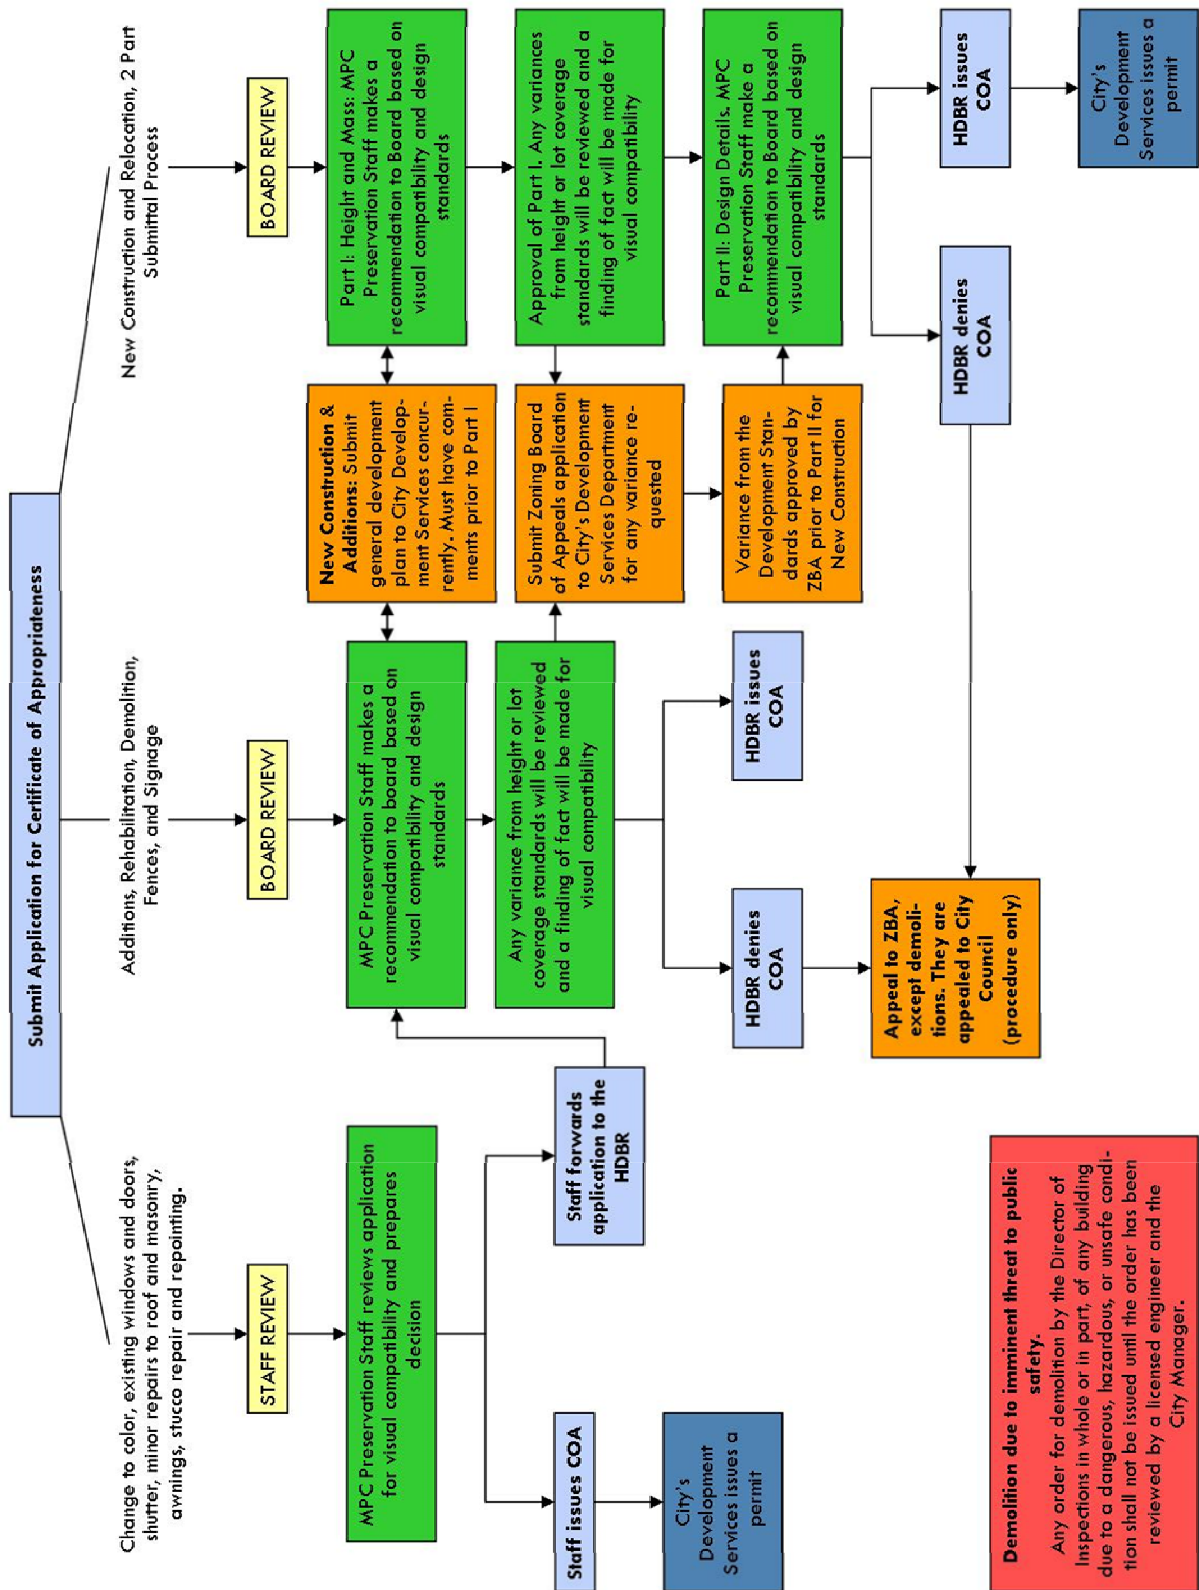 Submit Application for Certificate of Appropriateness
Change to color, existing windows and doors,
shutter, minor repairs to roof and masonry,
awnings, stucco repair and repointing.
STAFF REVIEW
MPC Preservation Staff reviews application
for visual compatibility and prepares
decision
Staff issues COA
City's
Development
Services issues a
permit
Staff forwards
application to the
HDBR
Additions, Rehabilitation, Demolition,
Fences, and Signage
BOARD REVIEW
MPC Preservation Staff makes a
recommendation to board based on
visual compatibility and design
standards
Any variance from height or lot
coverage standards will be reviewed
and a finding of fact will be made for
visual compatibility
HDBR denies
COA
HDBR issues
COA
Appeal to ZBA,
except demoli-
tions. They are
appealed to City
Council
(procedure only)
New Construction &
Additions: Submit
general development
plan to City Develop-
ment Services concur-
rently. Must have com-
ments prior to Part I
Submit Zoning Board
of Appeals application
to City's Development
Services Department
for any variance re-
quested
Variance from the
Development Stan-
dards approved by
ZBA prior to Part II for
New Construction
New Construction and Relocation, 2 Part
Submittal Process
BOARD REVIEW
Part I: Height and Mass: MPC
Preservation Staff makes a
recommendation to Board based on
visual compatibility and design
standards
Approval of Part I. Any variances
from height or lot coverage
standards will be reviewed and a
finding of fact will be made for
visual compatibility
Part II: Design Details. MPC
Preservation Staff make a
recommendation to Board based on
visual compatibility and design
standards
HDBR denies
COA
HDBR issues
COA
City's
Development
Services issues a
permit
Demolition due to imminent threat to public
safety.
Any order for demolition by the Director of
Inspections in whole or in part, of any building
due to a dangerous, hazardous, or unsafe condi-
tion shall not be issued until the order has been
reviewed by a licensed engineer and the
City Manager.